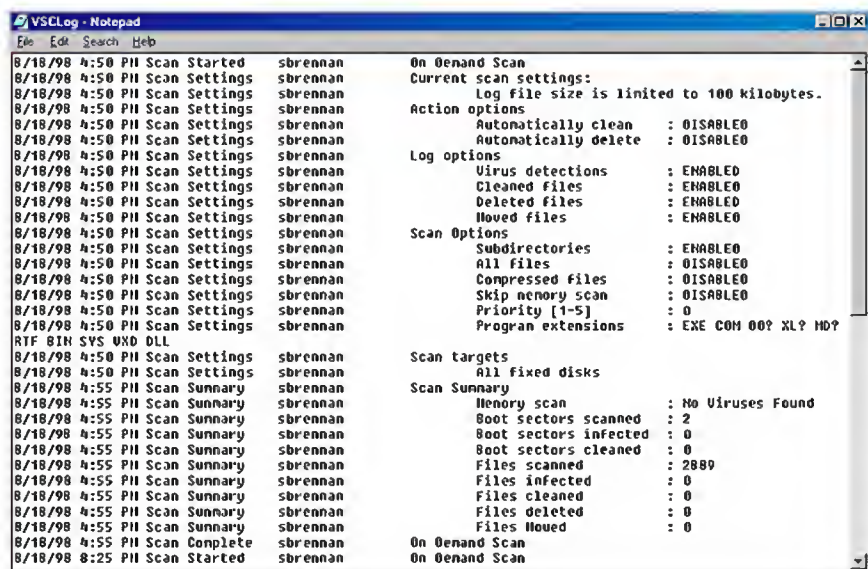 VSCLog - Notepad
File Edit Search Help
8/18/98 4:50 PM Scan Started sbrennan On Demand Scan
8/18/98 4:50 PM Scan Settings sbrennan Current scan settings:
8/18/98 4:50 PM Scan Settings sbrennan Log file size is limited to 100 kilobytes.
8/18/98 4:50 PM Scan Settings sbrennan Action options
8/18/98 4:50 PM Scan Settings sbrennan Automatically clean : DISABLED
8/18/98 4:50 PM Scan Settings sbrennan Automatically delete : DISABLED
8/18/98 4:50 PM Scan Settings sbrennan Log options
8/18/98 4:50 PM Scan Settings sbrennan Virus detections : ENABLED
8/18/98 4:50 PM Scan Settings sbrennan Cleaned files : ENABLED
8/18/98 4:50 PM Scan Settings sbrennan Deleted files : ENABLED
8/18/98 4:50 PM Scan Settings sbrennan Moved files : ENABLED
8/18/98 4:50 PM Scan Settings sbrennan Scan Options
8/18/98 4:50 PM Scan Settings sbrennan Subdirectories : ENABLED
8/18/98 4:50 PM Scan Settings sbrennan All files : DISABLED
8/18/98 4:50 PM Scan Settings sbrennan Compressed files : DISABLED
8/18/98 4:50 PM Scan Settings sbrennan Skip memory scan : DISABLED
8/18/98 4:50 PM Scan Settings sbrennan Priority [1-5] : 0
8/18/98 4:50 PM Scan Settings sbrennan Program extensions : EXE COM DO? XL? MD?
RTF BIN SYS VXD DLL
8/18/98 4:50 PM Scan Settings sbrennan Scan targets
8/18/98 4:50 PM Scan Settings sbrennan All fixed disks
8/18/98 4:55 PM Scan Summary sbrennan Scan Summary
8/18/98 4:55 PM Scan Summary sbrennan Memory scan : No Viruses Found
8/18/98 4:55 PM Scan Summary sbrennan Boot sectors scanned : 2
8/18/98 4:55 PM Scan Summary sbrennan Boot sectors infected : 0
8/18/98 4:55 PM Scan Summary sbrennan Boot sectors cleaned : 0
8/18/98 4:55 PM Scan Summary sbrennan Files scanned : 2889
8/18/98 4:55 PM Scan Summary sbrennan Files infected : 0
8/18/98 4:55 PM Scan Summary sbrennan Files cleaned : 0
8/18/98 4:55 PM Scan Summary sbrennan Files deleted : 0
8/18/98 4:55 PM Scan Summary sbrennan Files Moved : 0
8/18/98 4:55 PM Scan Complete sbrennan On Demand Scan
8/18/98 8:25 PM Scan Started sbrennan On Demand Scan